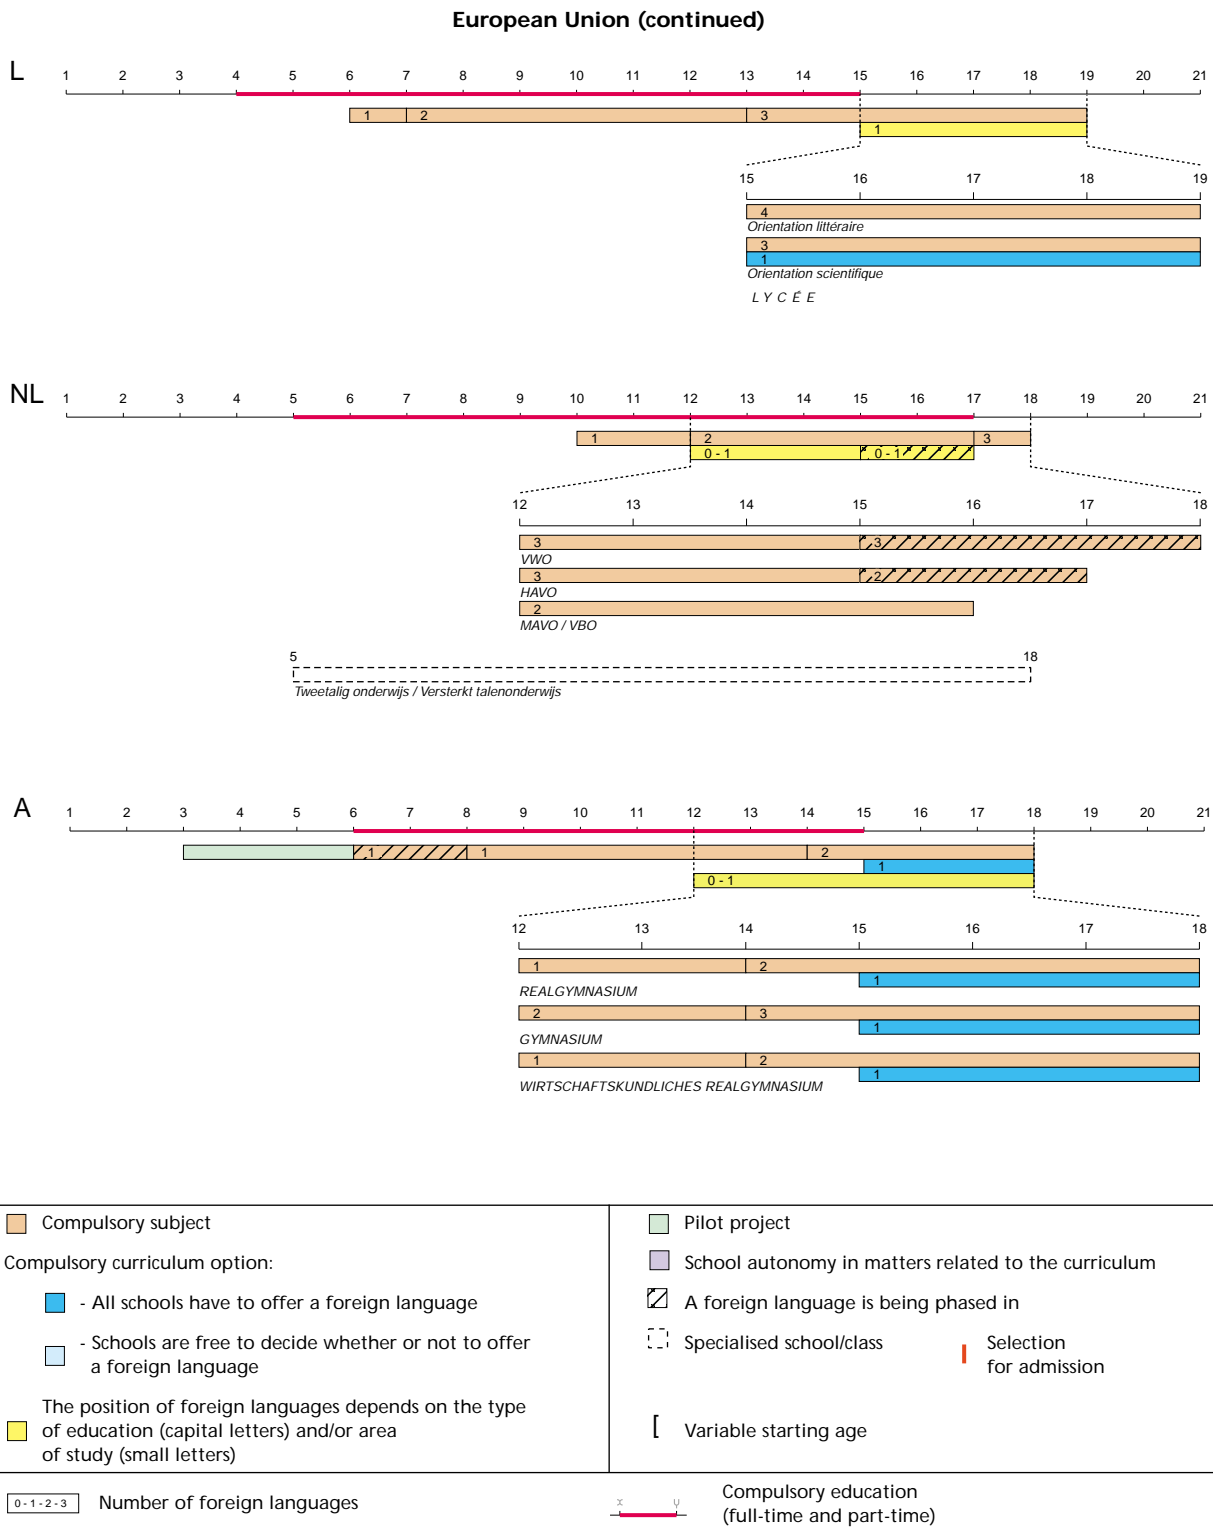 European Union (continued)
L
1 2 3 4 5 6 7 8 9 10 11 12 13 14 15 16 17 18 19 20 21
1 2 3
1
15 16 17 18 19
4
Orientation littéraire
3
1
Orientation scientifique
LYCÉE
NL
1 2 3 4 5 6 7 8 9 10 11 12 13 14 15 16 17 18 19 20 21
1 2 3
0 - 1 0 - 1
12 13 14 15 16 17 18
3 3
VWO
3 2
HAVO
2
MAVO / VBO
5 18
Tweetalig onderwijs / Versterkt talenonderwijs
A
1 2 3 4 5 6 7 8 9 10 11 12 13 14 15 16 17 18 19 20 21
1 1 2
1
0 - 1
12 13 14 15 16 17 18
1 2
1
REALGYMNASIUM
2 3
1
GYMNASIUM
1 2
1
WIRTSCHAFTSKUNDLICHES REALGYMNASIUM
Compulsory subject
Compulsory curriculum option:
- All schools have to offer a foreign language
- Schools are free to decide whether or not to offer
a foreign language
The position of foreign languages depends on the type
of education (capital letters) and/or area
of study (small letters)
Pilot project
School autonomy in matters related to the curriculum
A foreign language is being phased in
Specialised school/class
Selection
for admission
[ Variable starting age
0 - 1 - 2 - 3 Number of foreign languages
x y
Compulsory education
(full-time and part-time)